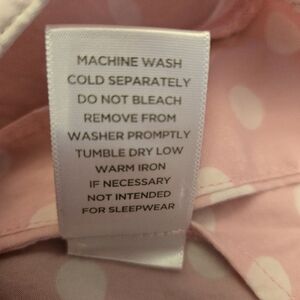 MACHINE WASH
COLD SEPARATELY
DO NOT BLEACH
REMOVE FROM
WASHER PROMPTLY
TUMBLE DRY LOW
WARM IRON
IF NECESSARY
NOT INTENDED
FOR SLEEPWEAR